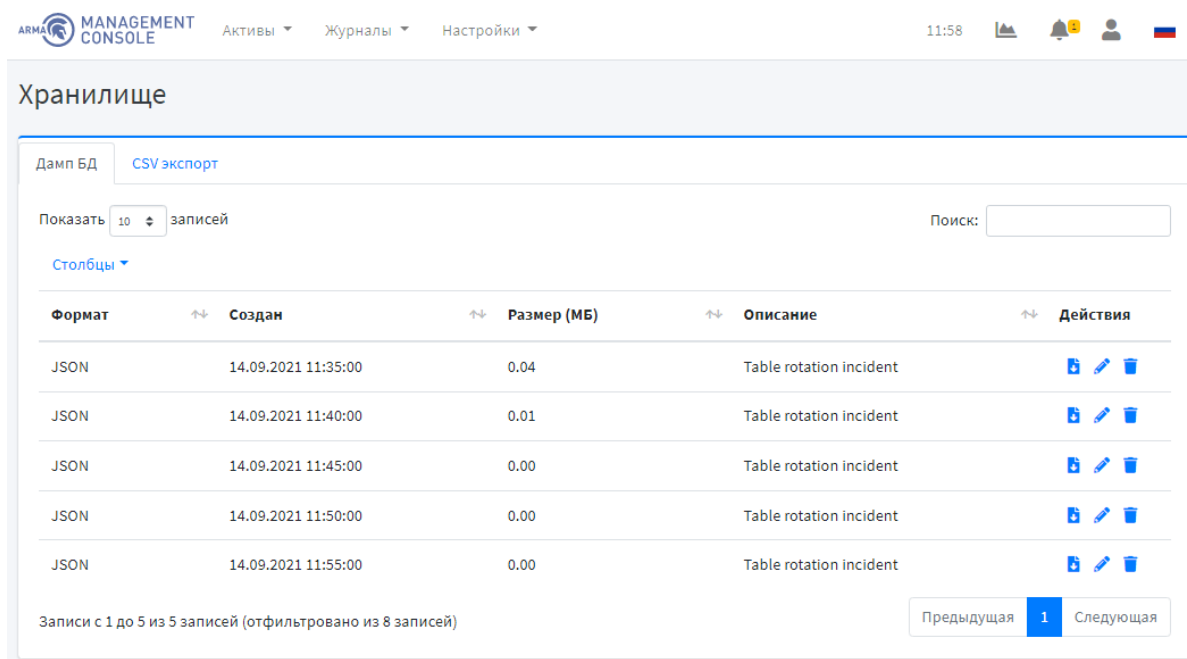 ARMA MANAGEMENT CONSOLE Активы Журналы Настройки 11:58 1
Хранилище
Дамп БД CSV экспорт
Показать 10 записей Поиск:
Столбцы
Формат Создан Размер (МБ) Описание Действия
JSON 14.09.2021 11:35:00 0.04 Table rotation incident
JSON 14.09.2021 11:40:00 0.01 Table rotation incident
JSON 14.09.2021 11:45:00 0.00 Table rotation incident
JSON 14.09.2021 11:50:00 0.00 Table rotation incident
JSON 14.09.2021 11:55:00 0.00 Table rotation incident
Записи с 1 до 5 из 5 записей (отфильтровано из 8 записей) Предыдущая 1 Следующая